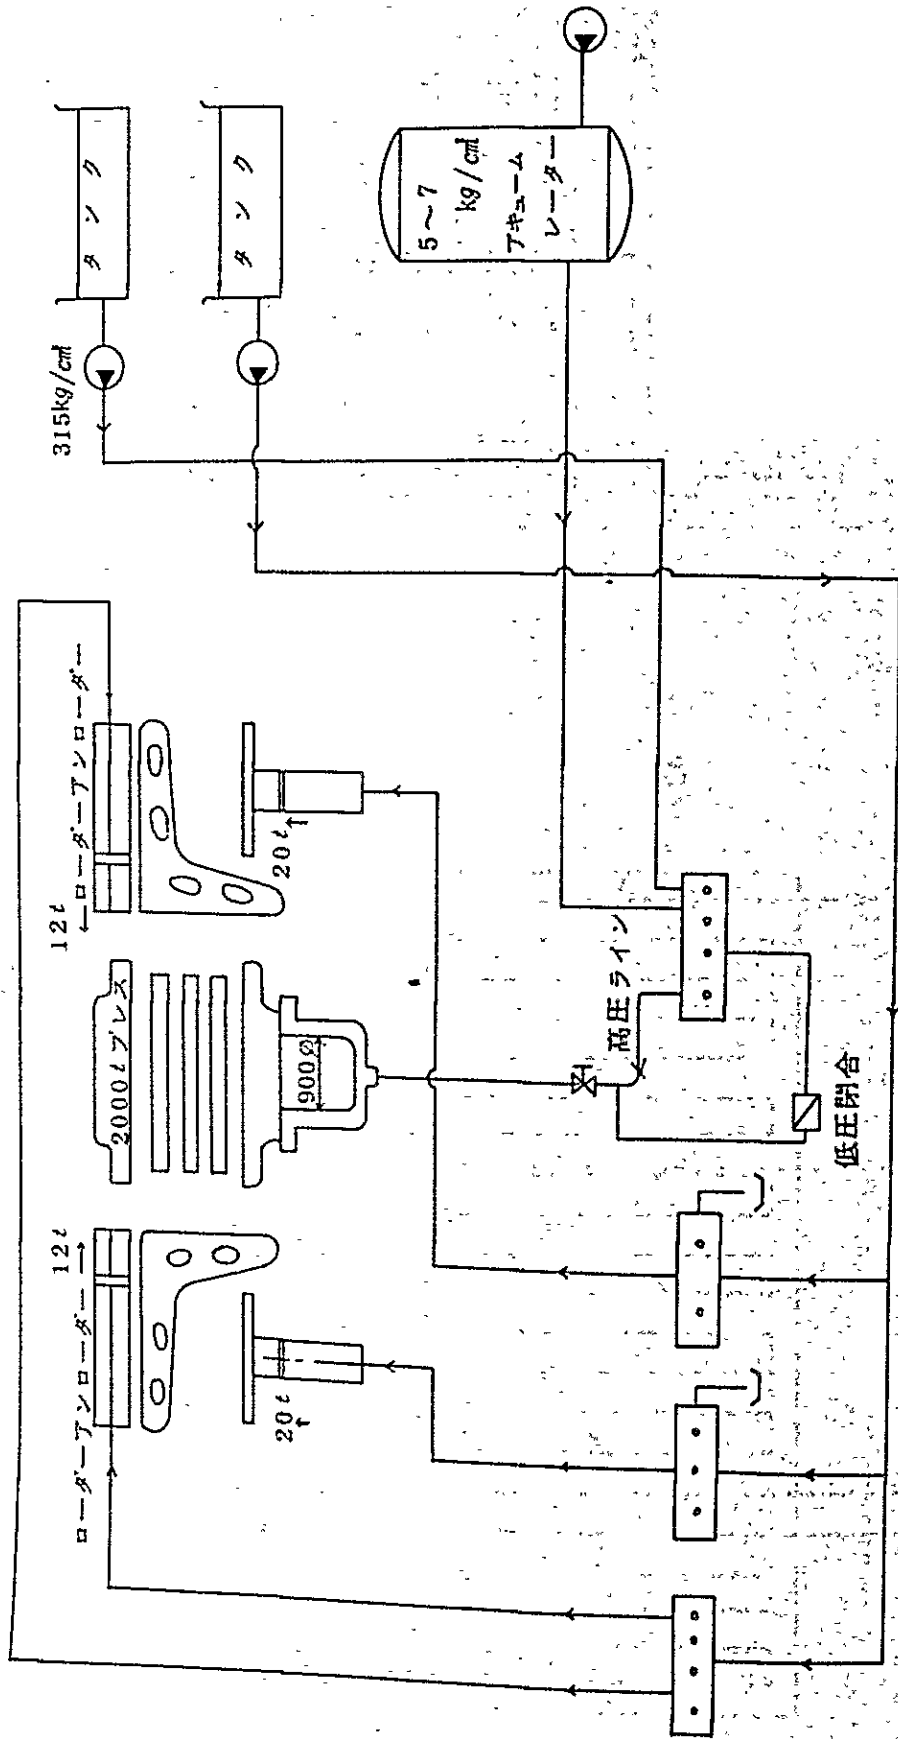 ローダーアンローダー→
12t
2000tプレス
12t
←ローダーアンローダー
315kg/c㎡
タンク
タンク
20t
900ø
20t
5～7
kg/c㎡
アキューム
レーター
高圧ライン
低圧閉合